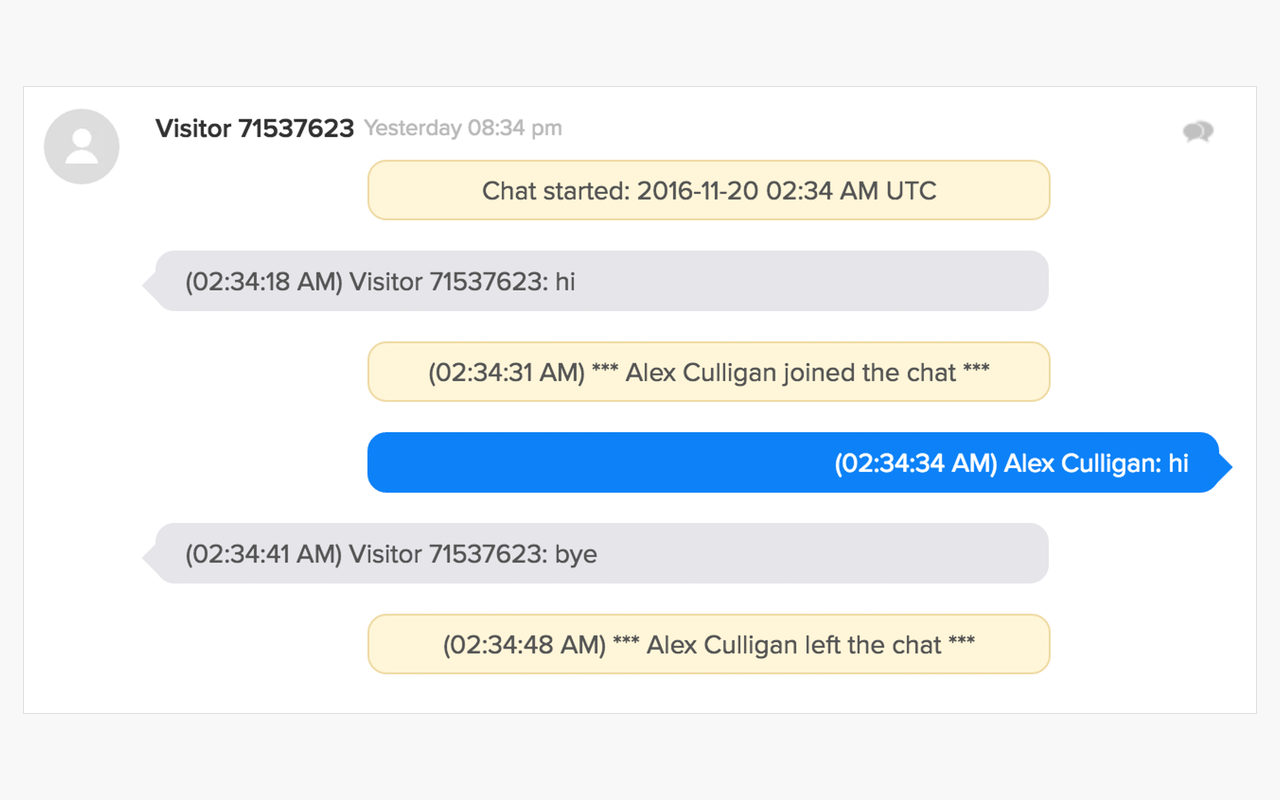 Visitor 71537623 Yesterday 08:34 pm
Chat started: 2016-11-20 02:34 AM UTC
(02:34:18 AM) Visitor 71537623: hi
(02:34:31 AM) *** Alex Culligan joined the chat ***
(02:34:34 AM) Alex Culligan: hi
(02:34:41 AM) Visitor 71537623: bye
(02:34:48 AM) *** Alex Culligan left the chat ***